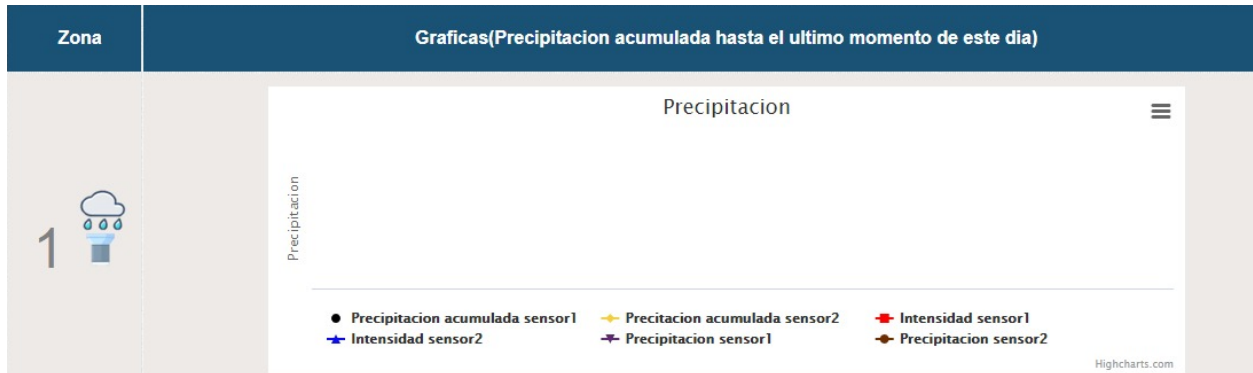 Zona
Graficas(Precipitacion acumulada hasta el ultimo momento de este dia)
1
Precipitacion
Precipitacion
Precipitacion acumulada sensor1
Precitacion acumulada sensor2
Intensidad sensor1
Intensidad sensor2
Precipitacion sensor1
Precipitacion sensor2
Highcharts.com